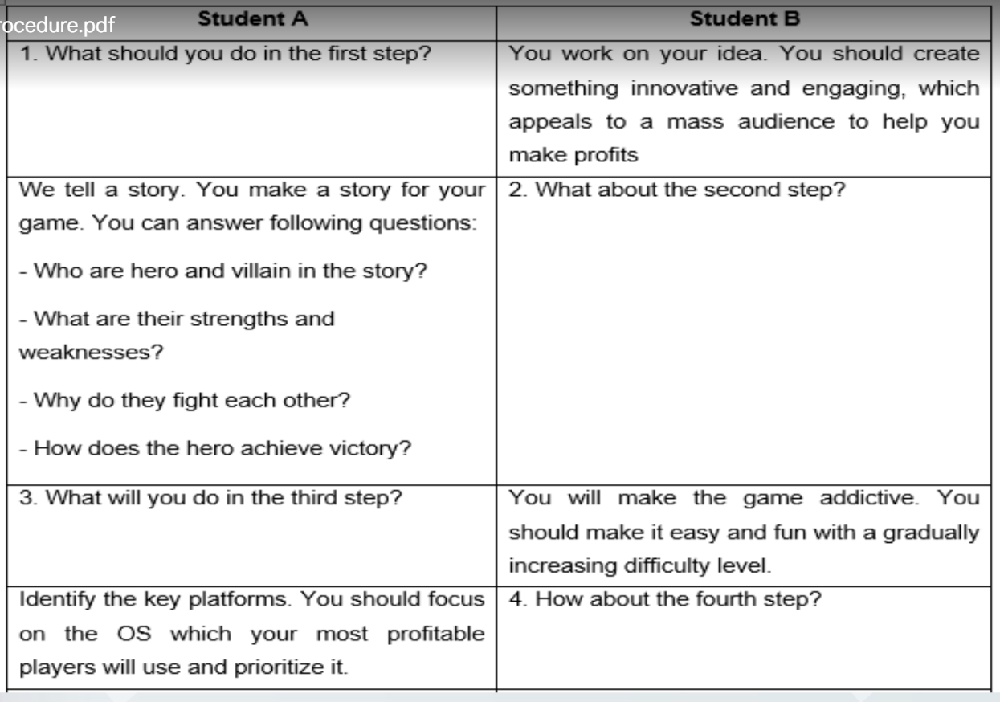 rocedure.pdf
Student A
Student B
1. What should you do in the first step?
You work on your idea. You should create
something innovative and engaging, which
appeals to a mass audience to help you
make profits
We tell a story. You make a story for your
game. You can answer following questions:
- Who are hero and villain in the story?
- What are their strengths and
weaknesses?
- Why do they fight each other?
- How does the hero achieve victory?
2. What about the second step?
3. What will you do in the third step?
You will make the game addictive. You
should make it easy and fun with a gradually
increasing difficulty level.
Identify the key platforms. You should focus
on the OS which your most profitable
players will use and prioritize it.
4. How about the fourth step?